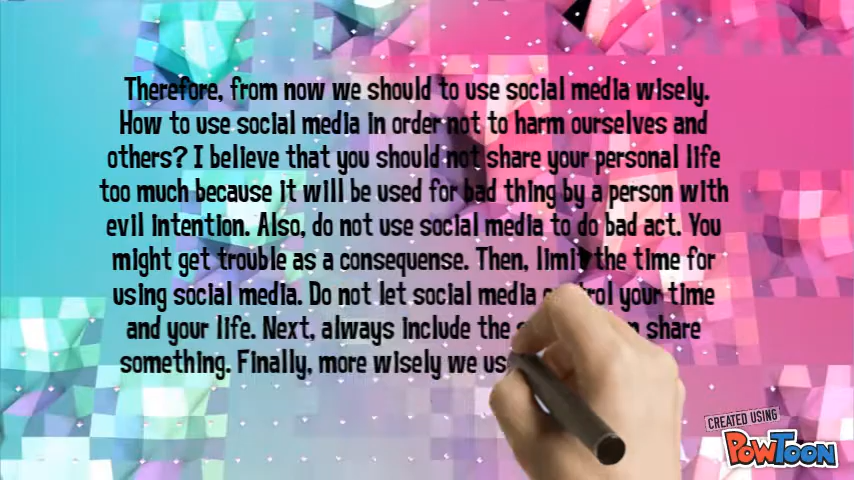 Therefore, from now we should to use social media wisely.
How to use social media in order not to harm ourselves and
others? I believe that you should not share your personal life
too much because it will be used for bad thing by a person with
evil intention. Also, do not use social media to do bad act. You
might get trouble as a consequense. Then, limit the time for
using social media. Do not let social media control your time
and your life. Next, always include the share
something. Finally, more wisely we
CREATED USING
POWTOON